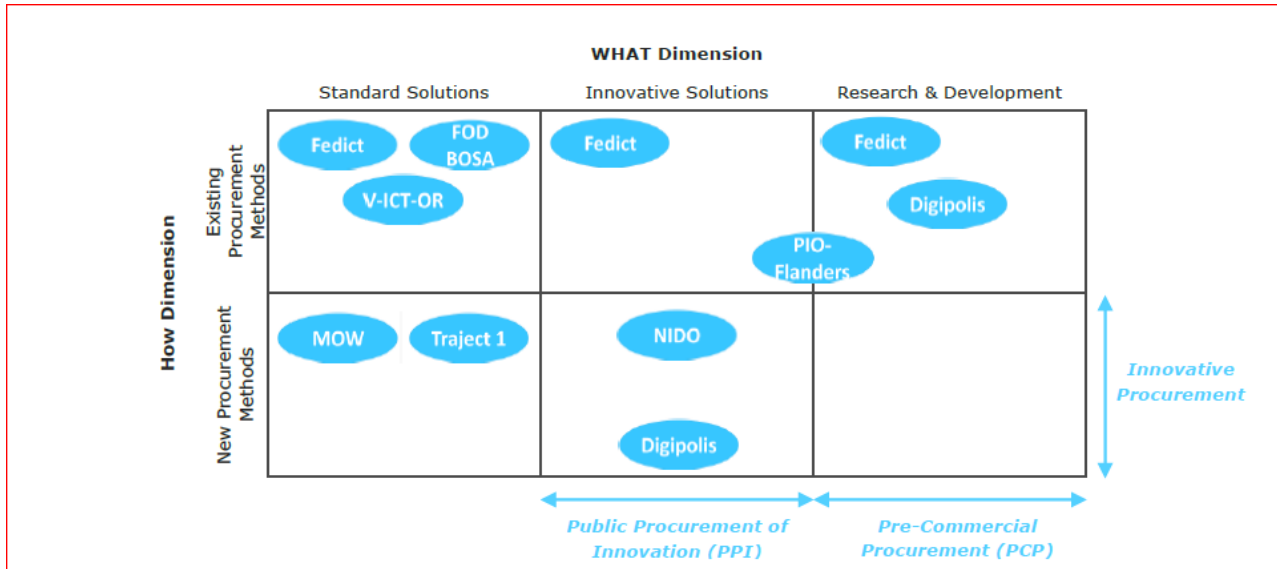 WHAT Dimension
Standard Solutions
Innovative Solutions
Research & Development
How Dimension
Existing
Procurement
Methods
Fedict
FOD
BOSA
V-ICT-OR
Fedict
Fedict
Digipolis
PIO-
Flanders
New Procurement
Methods
MOW
Traject 1
NIDO
Digipolis
Innovative
Procurement
Public Procurement of
Innovation (PPI)
Pre-Commercial
Procurement (PCP)